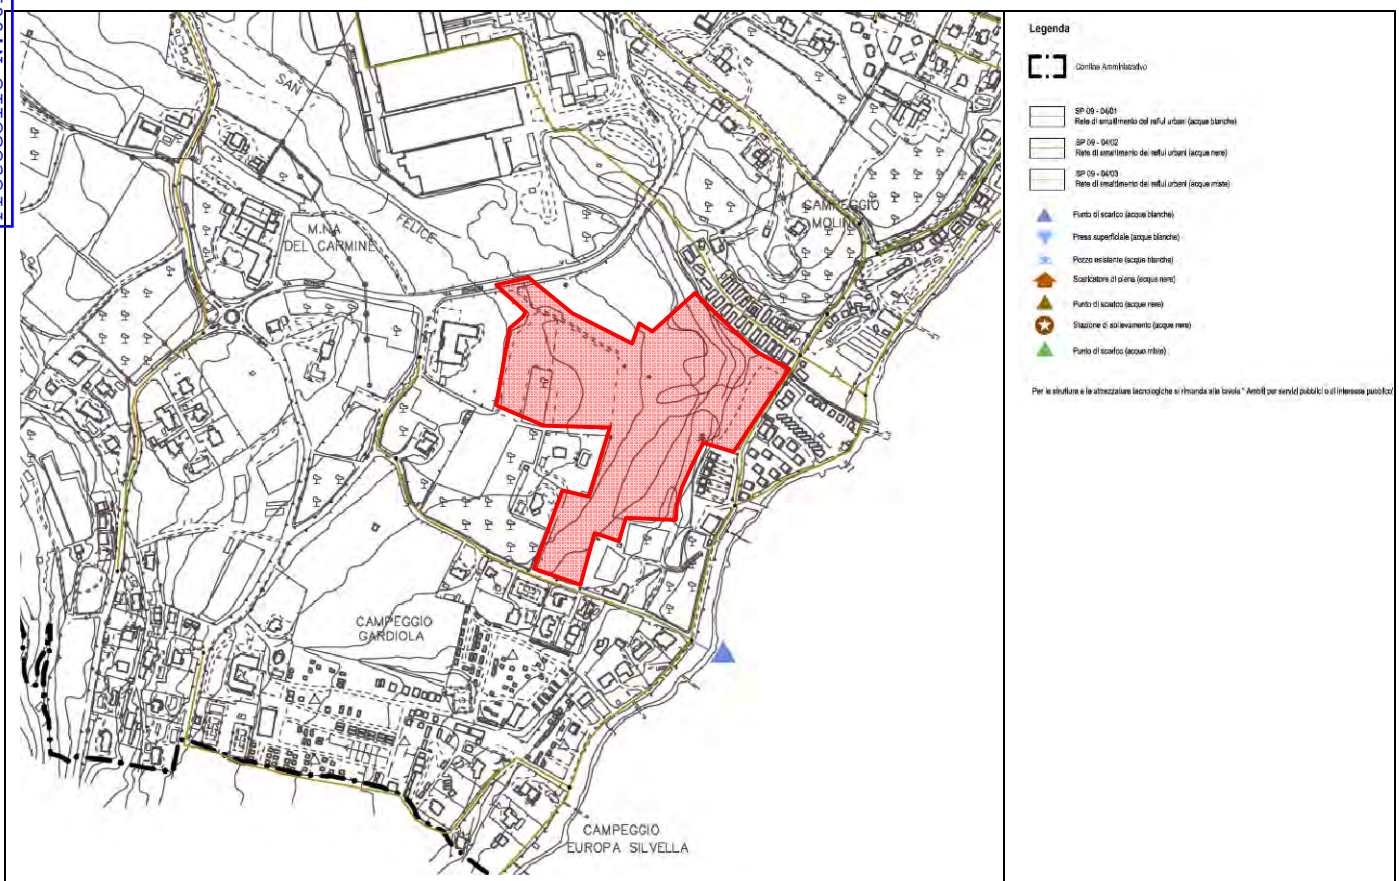 SAN
FELICE
M.NA
DEL CARMINE
CAMPEGGIO
MOLINO
CAMPEGGIO
GARDIOLA
CAMPEGGIO
EUROPA SILVELLA
Legenda
Confine Amministrativo
SP 09 - 04/01
Rete di smaltimento dei reflui urbani (acque bianche)
SP 09 - 04/02
Rete di smaltimento dei reflui urbani (acque nere)
SP 09 - 04/03
Rete di smaltimento dei reflui urbani (acque miste)
Punto di scarico (acque bianche)
Presa superficiale (acque bianche)
Pozzo esistente (acque bianche)
Scaricatore di piena (acque nere)
Punto di scarico (acque nere)
Stazione di sollevamento (acque nere)
Punto di scarico (acque miste)
Per le strutture e le attrezzature tecnologiche si rimanda alla tavola " Ambiti per servizi pubblici o di interesse pubblico"